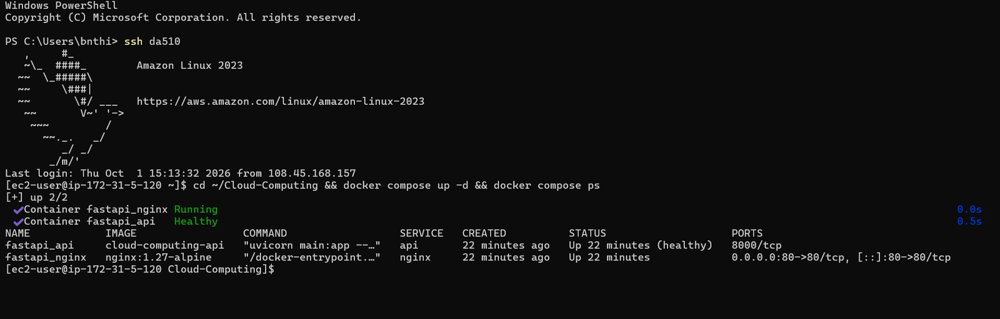 Windows PowerShell
Copyright (C) Microsoft Corporation. All rights reserved.

PS C:\Users\bnthi> ssh da510
   ,     #_
   ~\_  ####_        Amazon Linux 2023
  ~~  \_#####\
  ~~     \###|
  ~~       \#/ ___   https://aws.amazon.com/linux/amazon-linux-2023
   ~~       V~' '->
    ~~~         /
      ~~._.   _/
         _/ _/
       _/m/'
Last login: Thu Oct  1 15:13:32 2026 from 108.45.168.157
[ec2-user@ip-172-31-5-120 ~]$ cd ~/Cloud-Computing && docker compose up -d && docker compose ps
[+] up 2/2
 ✔Container fastapi_nginx Running 0.0s
 ✔Container fastapi_api   Healthy 0.5s
NAME            IMAGE                 COMMAND                  SERVICE   CREATED          STATUS                    PORTS
fastapi_api     cloud-computing-api   "uvicorn main:app --…"   api       22 minutes ago   Up 22 minutes (healthy)   8000/tcp
fastapi_nginx   nginx:1.27-alpine     "/docker-entrypoint.…"   nginx     22 minutes ago   Up 22 minutes             0.0.0.0:80->80/tcp, [::]:80->80/tcp
[ec2-user@ip-172-31-5-120 Cloud-Computing]$